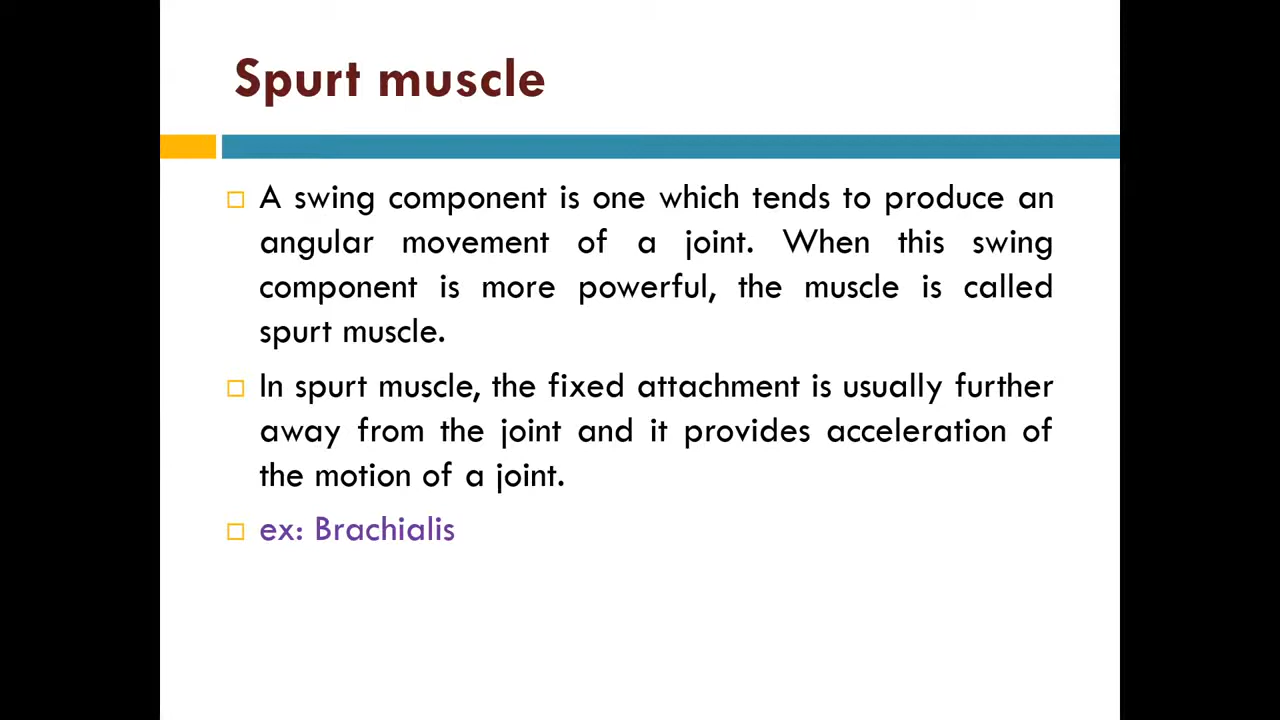 Spurt muscle
A swing component is one which tends to produce an
angular movement of a joint. When this swing
component is more powerful, the muscle is called
spurt muscle.
In spurt muscle, the fixed attachment is usually further
away from the joint and it provides acceleration of
the motion of a joint.
ex: Brachialis